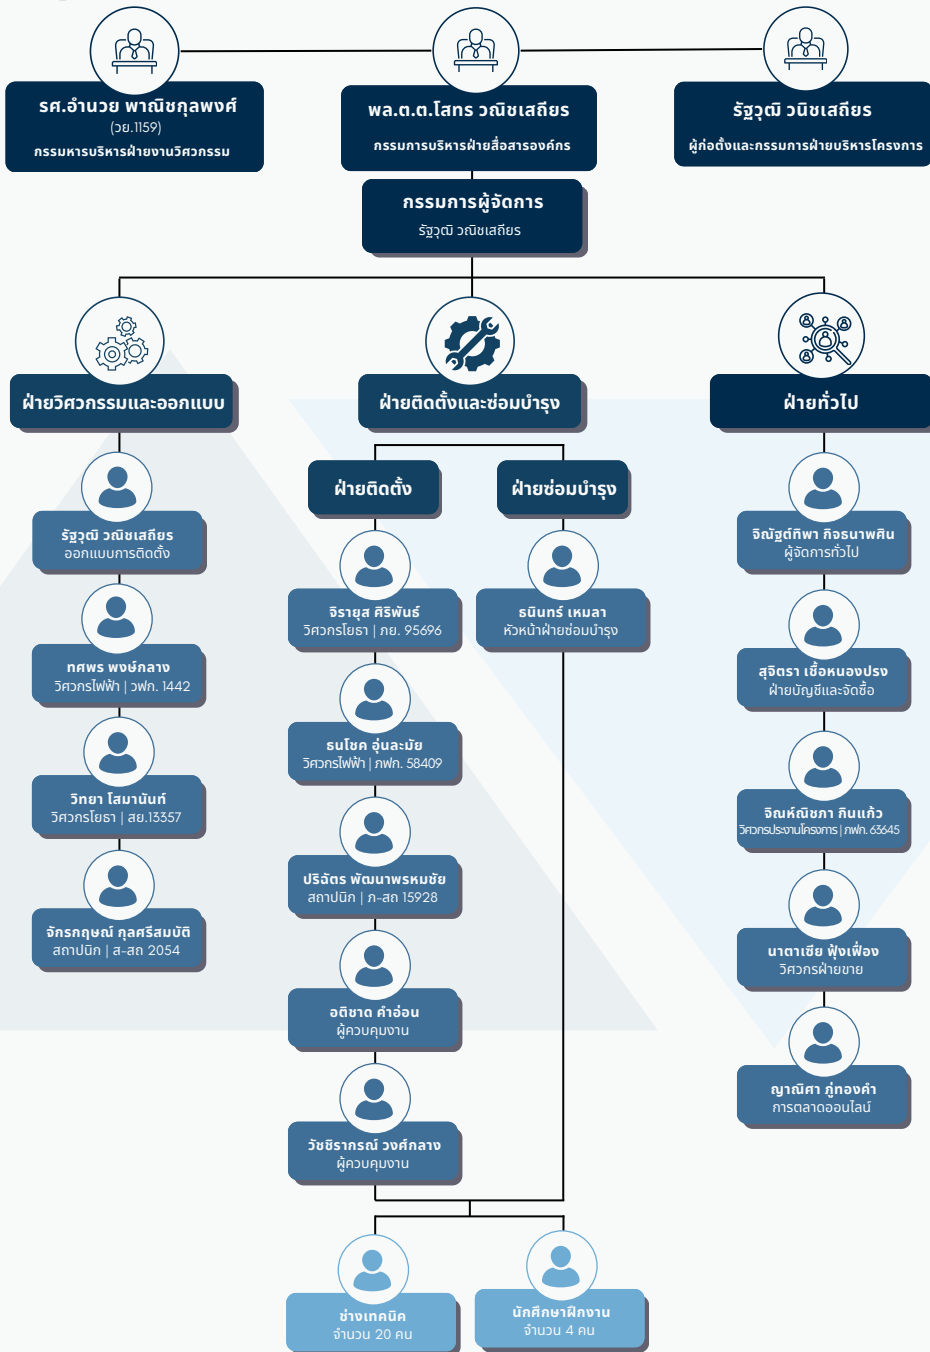 รศ.อำนวย พาณิชกุลพงศ์
(วย.1159)
กรรมหารบริหารฝ่ายงานวิศวกรรม
พล.ต.ต.โสทร วณิชเสถียร
กรรมการบริหารฝ่ายสื่อสารองค์กร
รัฐวุฒิ วนิชเสถียร
ผู้ก่อตั้งและกรรมการฝ่ายบริหารโครงการ
กรรมการผู้จัดการ
รัฐวุฒิ วณิชเสถียร
ฝ่ายวิศวกรรมและออกแบบ
ฝ่ายติดตั้งและซ่อมบำรุง
ฝ่ายทั่วไป
รัฐวุฒิ วณิชเสถียร
ออกแบบการติดตั้ง
ทศพร พงษ์กลาง
วิศวกรไฟฟ้า | วฟก. 1442
วิทยา โสมานันท์
วิศวกรโยธา | สย.13357
จักรกฤษณ์ กุลศรีสมบัติ
สถาปนิก | ส-สถ 2054
ฝ่ายติดตั้ง
จิรายุส ศิริพันธ์
วิศวกรโยธา | ภย. 95696
ธนโชค อุ่นละมัย
วิศวกรไฟฟ้า | ภฟก. 58409
ปริฉัตร พัฒนาพรหมชัย
สถาปนิก | ภ-สถ 15928
อติชาด คำอ่อน
ผู้ควบคุมงาน
วัชชิราภรณ์ วงศ์กลาง
ผู้ควบคุมงาน
ฝ่ายซ่อมบำรุง
ธนินทร์ เหมลา
หัวหน้าฝ่ายซ่อมบำรุง
จิณัฐต์ทิพา กิจธนาพศิน
ผู้จัดการทั่วไป
สุจิตรา เชื้อหนองปรง
ฝ่ายบัญชีและจัดซื้อ
จิณห์ณิชภา กินแก้ว
วิศวกรประงานโครงการ | ภฟก. 63645
นาตาเซีย ฟุ้งเฟื่อง
วิศวกรฝ่ายขาย
ญาณิศา ภู่ทองคำ
การตลาดออนไลน์
ช่างเทคนิค
จำนวน 20 คน
นักศึกษาฝึกงาน
จำนวน 4 คน